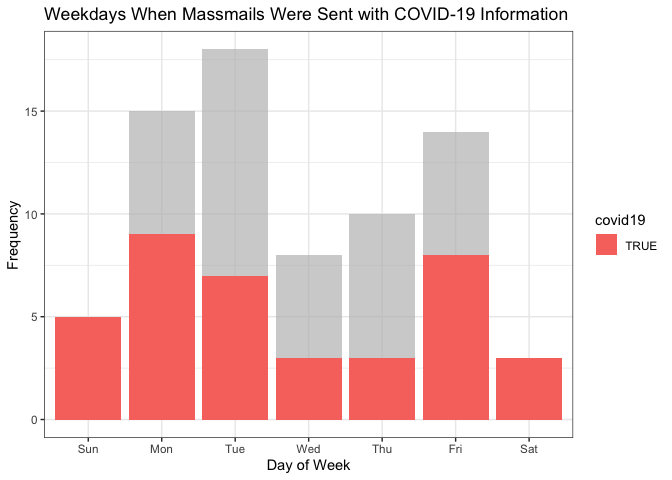 Weekdays When Massmails Were Sent with COVID-19 Information
Frequency
15
10
5
0
Sun Mon Tue Wed Thu Fri Sat
Day of Week
covid19
TRUE